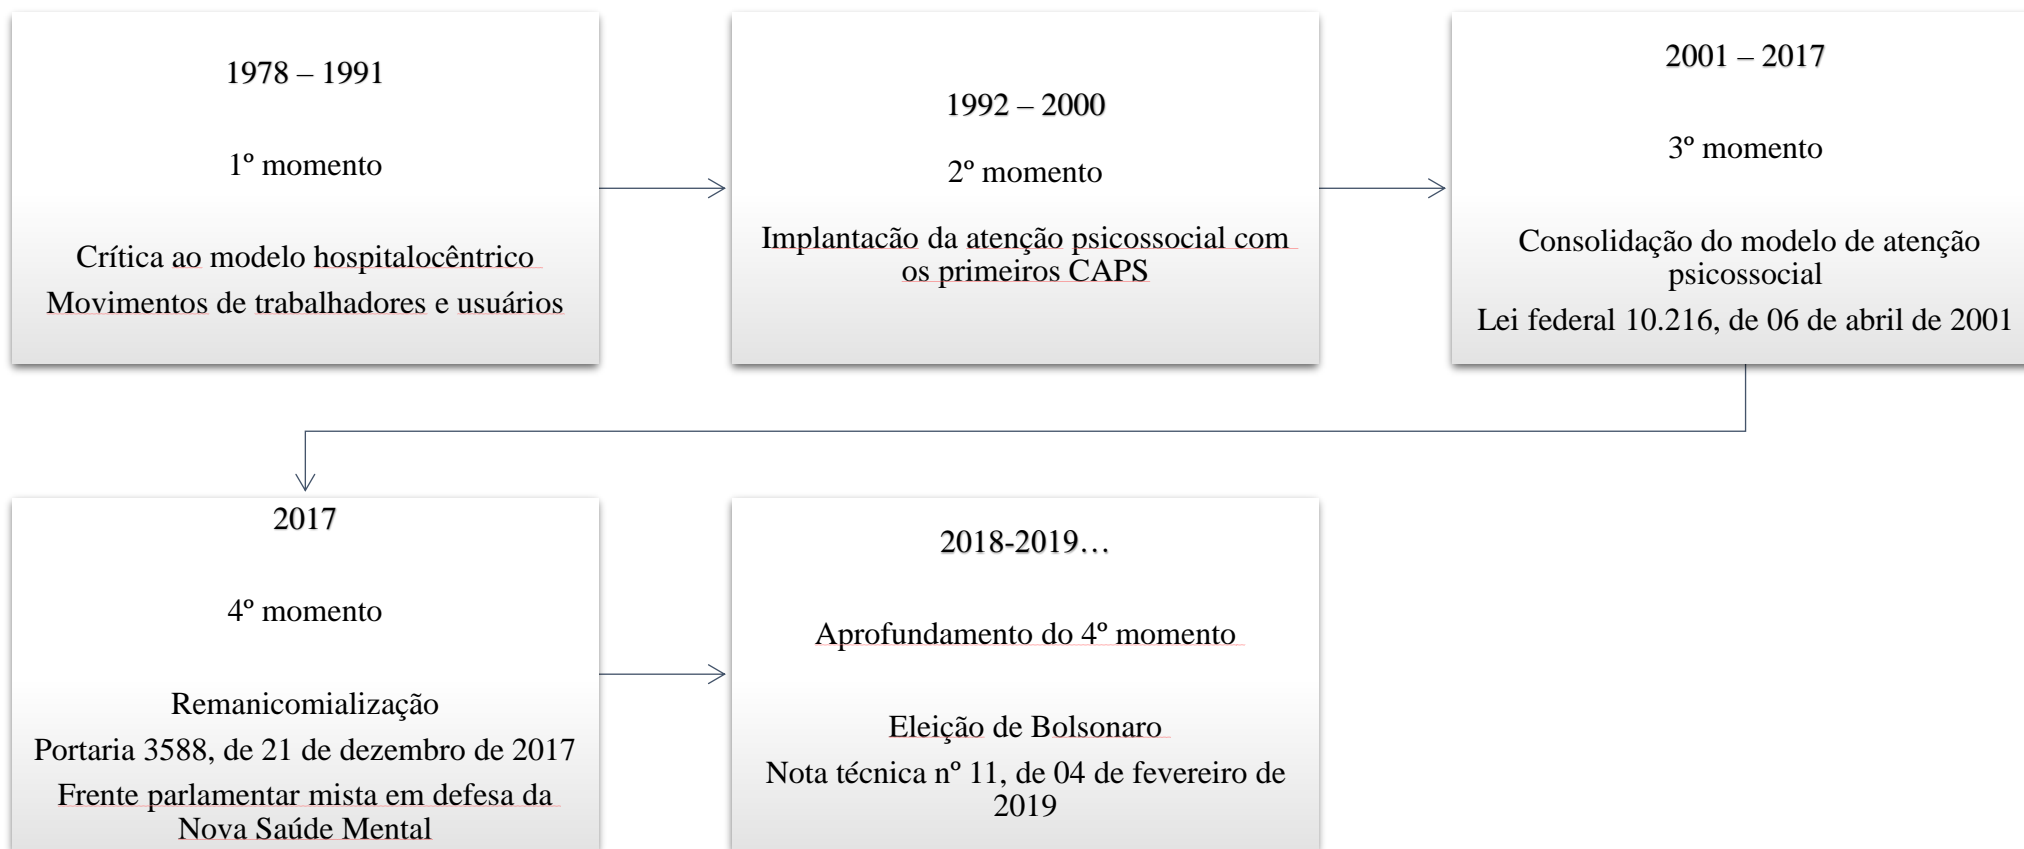 1978 – 1991
1º momento
Crítica ao modelo hospitalocêntrico
Movimentos de trabalhadores e usuários
1992 – 2000
2º momento
Implantacão da atenção psicossocial com
os primeiros CAPS
2001 – 2017
3º momento
Consolidação do modelo de atenção
psicossocial
Lei federal 10.216, de 06 de abril de 2001
2017
4º momento
Remanicomialização
Portaria 3588, de 21 de dezembro de 2017
Frente parlamentar mista em defesa da
Nova Saúde Mental
2018-2019…
Aprofundamento do 4º momento
Eleição de Bolsonaro
Nota técnica nº 11, de 04 de fevereiro de
2019